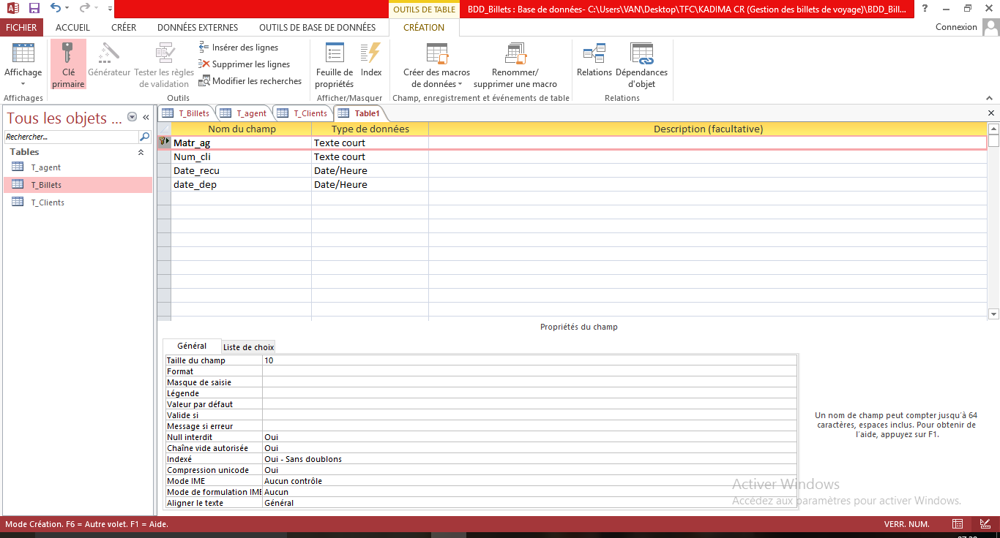 OUTILS DE TABLE
BDD_Billets : Base de données- C:\Users\VAN\Desktop\TFC\KADIMA CR (Gestion des billets de voyage)\BDD_Bill...
?
FICHIER ACCUEIL CRÉER DONNÉES EXTERNES OUTILS DE BASE DE DONNÉES CRÉATION Connexion
Affichage
Clé primaire
Générateur
Tester les règles de validation
Insérer des lignes
Supprimer les lignes
Modifier les recherches
Feuille de propriétés
Index
Créer des macros de données
Renommer/ supprimer une macro
Relations
Dépendances d'objet
Affichages Outils Afficher/Masquer Champ, enregistrement et événements de table Relations
Tous les objets ...
Rechercher...
Tables
T_agent
T_Billets
T_Clients
T_Billets T_agent T_Clients Table1
Nom du champ Type de données Description (facultative)
Matr_ag Texte court
Num_cli Texte court
Date_recu Date/Heure
date_dep Date/Heure
Propriétés du champ
Général Liste de choix
Taille du champ 10
Format
Masque de saisie
Légende
Valeur par défaut
Valide si
Message si erreur
Null interdit Oui
Chaîne vide autorisée Oui
Indexé Oui - Sans doublons
Compression unicode Oui
Mode IME Aucun contrôle
Mode de formulation IME Aucun
Aligner le texte Général
Un nom de champ peut compter jusqu'à 64
caractères, espaces inclus. Pour obtenir de
l'aide, appuyez sur F1.
Activer Windows
Accédez aux paramètres pour activer Windows.
Mode Création. F6 = Autre volet. F1 = Aide. VERR. NUM.